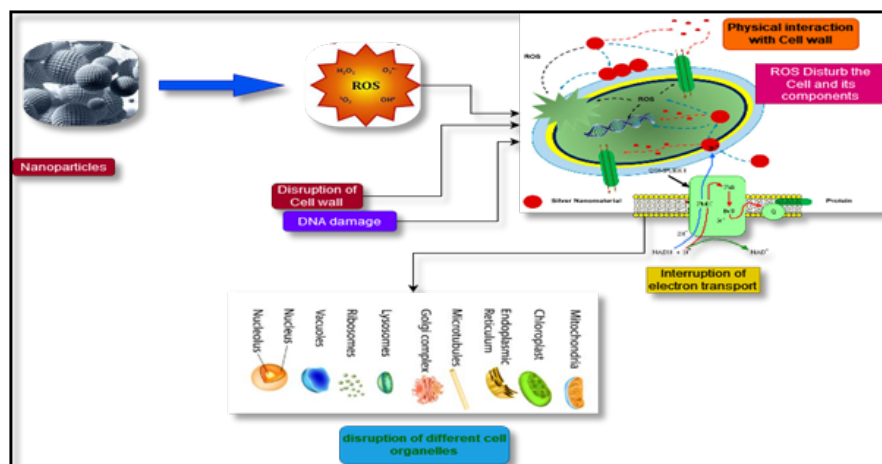 Nanoparticles
H₂O₂
O₂•⁻
ROS
¹O₂
OH•
Disruption of
Cell wall
DNA damage
Physical interaction
with Cell wall
ROS Disturb the
Cell and its
components
ROS
ROS
Silver Nanomaterial
Protein
Q
NADH + H⁺
NAD⁺
Interruption of
electron transport
Nucleolus
Nucleus
Vacuoles
Ribosomes
Lysosomes
Golgi complex
Microtubules
Endoplasmic
Reticulum
Chloroplast
Mitochondria
disruption of different cell
organelles